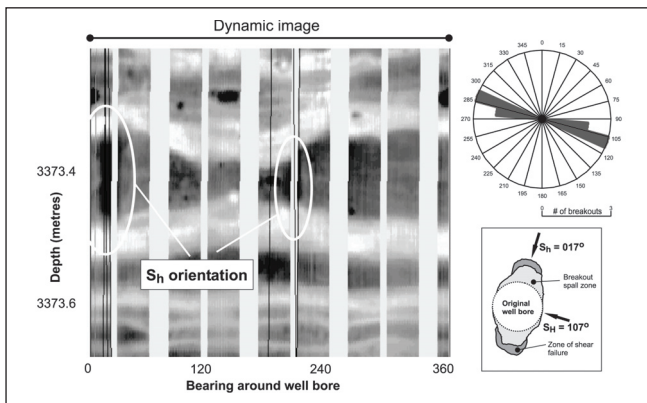 Dynamic image
Depth (metres)
3373.4
3373.6
Sh orientation
0
120
240
360
Bearing around well bore
0
15
30
45
60
75
90
105
120
135
150
165
180
195
210
225
240
255
270
285
300
315
330
345
0
3
# of breakouts
Sh = 017º
Breakout
spall zone
Original
well bore
SH = 107º
Zone of shear
failure